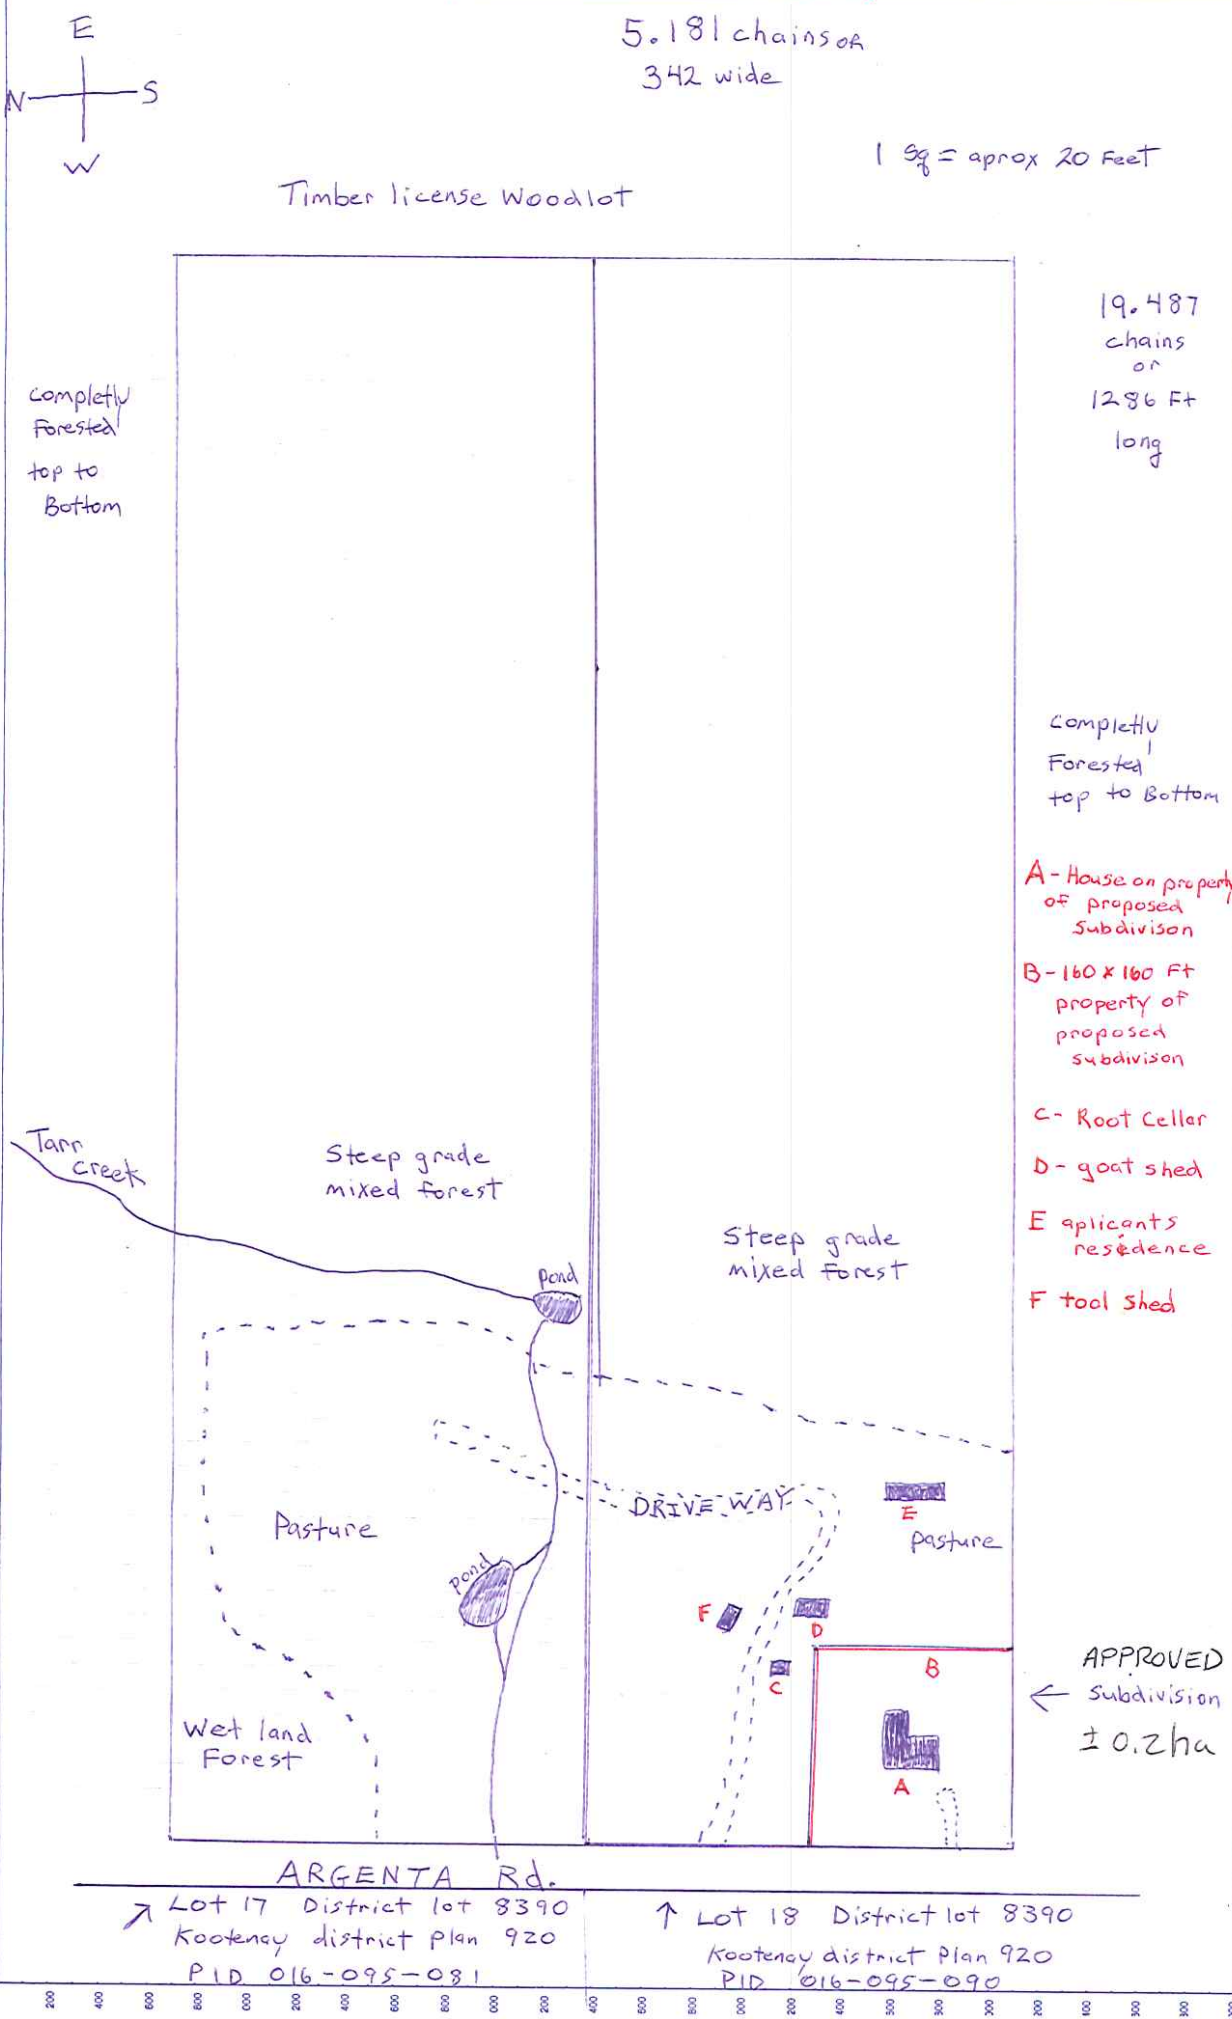 E
N
S
W
5.181 chains or
342 wide
1 sq = aprox 20 Feet
Timber license Woodlot
19.487
chains
or
1286 Ft
long
Completly
Forested
top to
Bottom
Completly
Forested
top to Bottom
A - House on property
of proposed
Subdivison
B - 160 x 160 Ft
property of
proposed
subdivison
C - Root Cellar
D - goat shed
E aplicants
residence
F tool shed
Tarr
Creek
Steep grade
mixed forest
Steep grade
mixed forest
Pond
DRIVE WAY
E
Pasture
Pasture
Pond
F
D
B
C
APPROVED
← Subdivision
± 0.2ha
Wet land
Forest
A
ARGENTA Rd.
↗ Lot 17 District lot 8390
Kootenay district plan 920
PID 016-095-081
↑ Lot 18 District lot 8390
Kootenay district Plan 920
PID 016-095-090